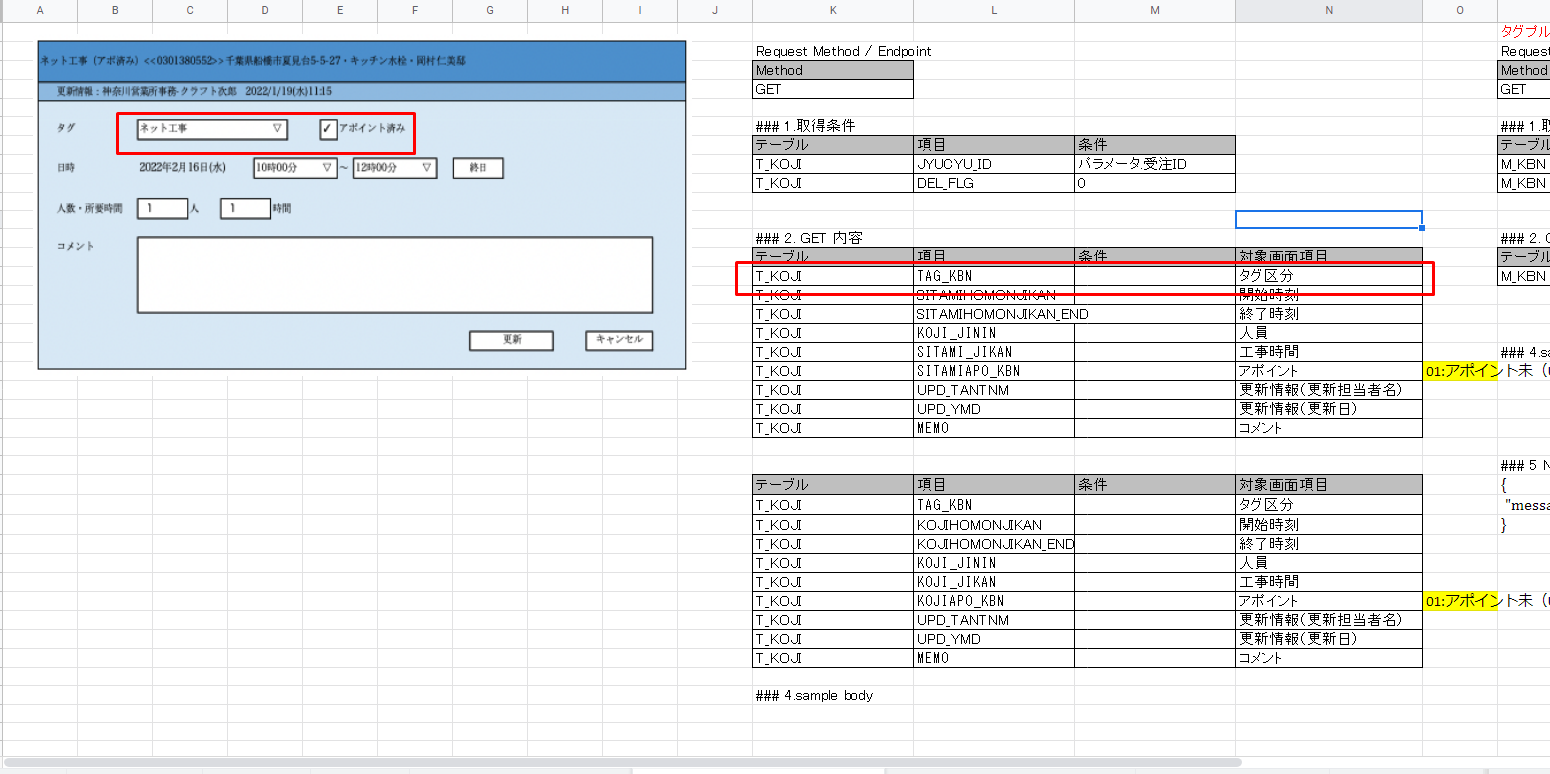 A B C D E F G H I J K L M N O
ネット工事（アポ済み）<<0301380552>>千葉県船橋市夏見台5-5-27・キッチン水栓・岡村仁美邸
更新情報：神奈川営業所事務-クラフト次郎 2022/1/19(水)11:15
タグ ネット工事 ▽ ✓ アポイント済み
日時 2022年2月16日(水) 10時00分 ▽ ～ 12時00分 ▽ 終日
人数・所要時間 1 人 1 時間
コメント
更新 キャンセル
Request Method / Endpoint
Method
GET
### 1.取得条件
テーブル 項目 条件
T_KOJI JYUCYU_ID パラメータ.受注ID
T_KOJI DEL_FLG 0
### 2. GET 内容
テーブル 項目 条件 対象画面項目
T_KOJI TAG_KBN タグ区分
T_KOJI SITAMIHOMONJIKAN 開始時刻
T_KOJI SITAMIHOMONJIKAN_END 終了時刻
T_KOJI KOJI_JININ 人員
T_KOJI SITAMI_JIKAN 工事時間
T_KOJI SITAMIAPO_KBN アポイント 01:アポイント未（
T_KOJI UPD_TANTNM 更新情報(更新担当者名)
T_KOJI UPD_YMD 更新情報(更新日)
T_KOJI MEMO コメント
テーブル 項目 条件 対象画面項目
T_KOJI TAG_KBN タグ区分
T_KOJI KOJIHOMONJIKAN 開始時刻
T_KOJI KOJIHOMONJIKAN_END 終了時刻
T_KOJI KOJI_JININ 人員
T_KOJI KOJI_JIKAN 工事時間
T_KOJI KOJIAPO_KBN アポイント 01:アポイント未（
T_KOJI UPD_TANTNM 更新情報(更新担当者名)
T_KOJI UPD_YMD 更新情報(更新日)
T_KOJI MEMO コメント
### 4.sample body
タグプル
Request
Method
GET
### 1.取
テーブル
M_KBN
M_KBN
### 2. G
テーブル
M_KBN
### 4.sa
### 5 N
{
"messa
}